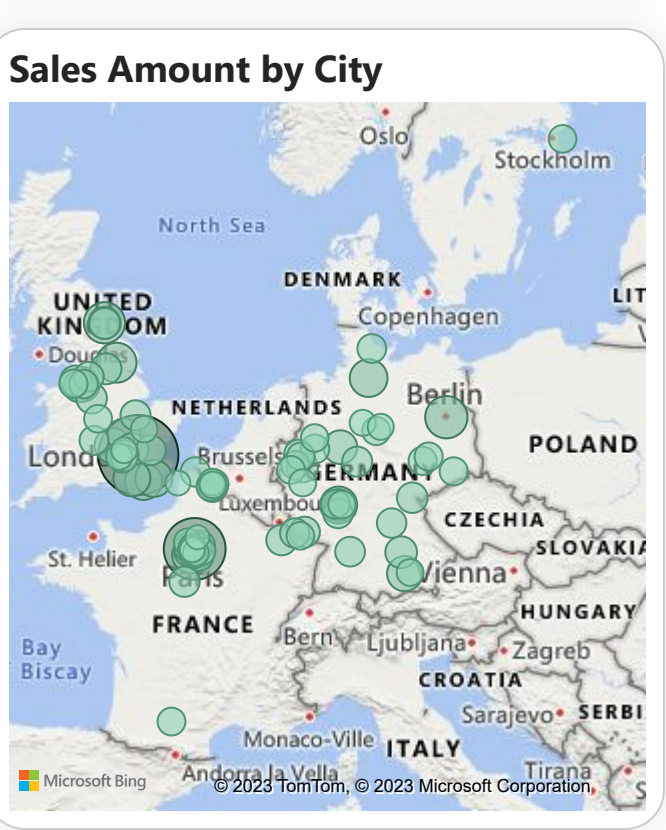 Sales Amount by City
Oslo
Stockholm
North Sea
DENMARK
LIT
UNITED
KINGDOM
Copenhagen
Douglas
Berlin
NETHERLANDS
POLAND
Lond
Brussels
GERMANY
Luxembou
CZECHIA
St. Helier
SLOVAKIA
Paris
Vienna
HUNGARY
FRANCE
Bern
Ljubljana
Zagreb
Bay
Biscay
CROATIA
Sarajevo
SERBI
Monaco-Ville
ITALY
Tirana
Microsoft Bing
Andorra la Vella
© 2023 TomTom, © 2023 Microsoft Corporation
S